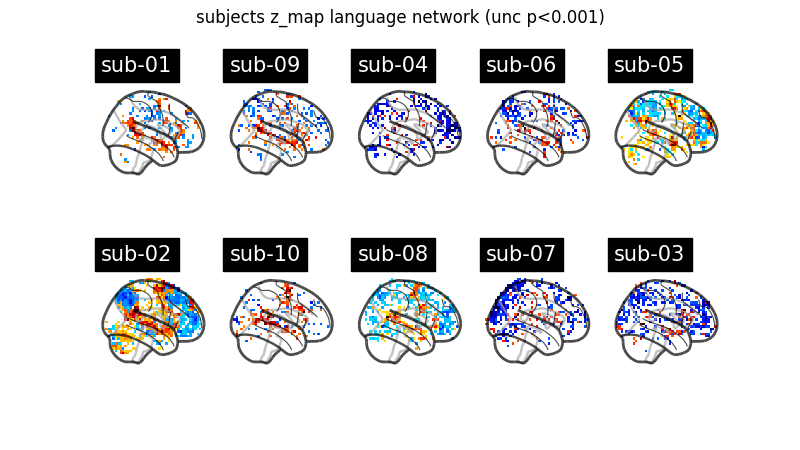 subjects z_map language network (unc p<0.001)
sub-01
sub-09
sub-04
sub-06
sub-05
sub-02
sub-10
sub-08
sub-07
sub-03